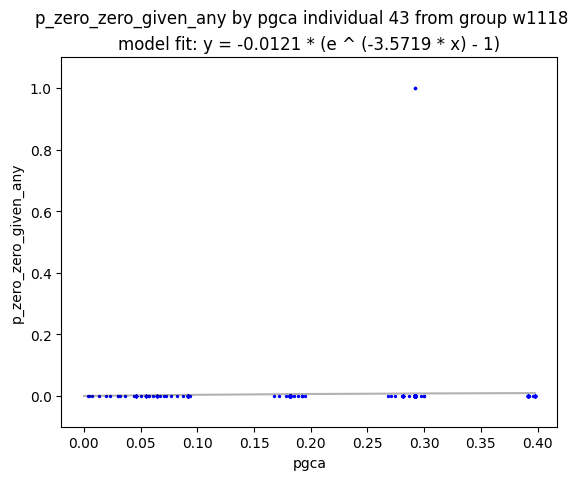 p_zero_zero_given_any by pgca individual 43 from group w1118
model fit: y = -0.0121 * (e ^ (-3.5719 * x) - 1)
1.0
0.8
0.6
0.4
0.2
0.0
p_zero_zero_given_any
0.00 0.05 0.10 0.15 0.20 0.25 0.30 0.35 0.40
pgca